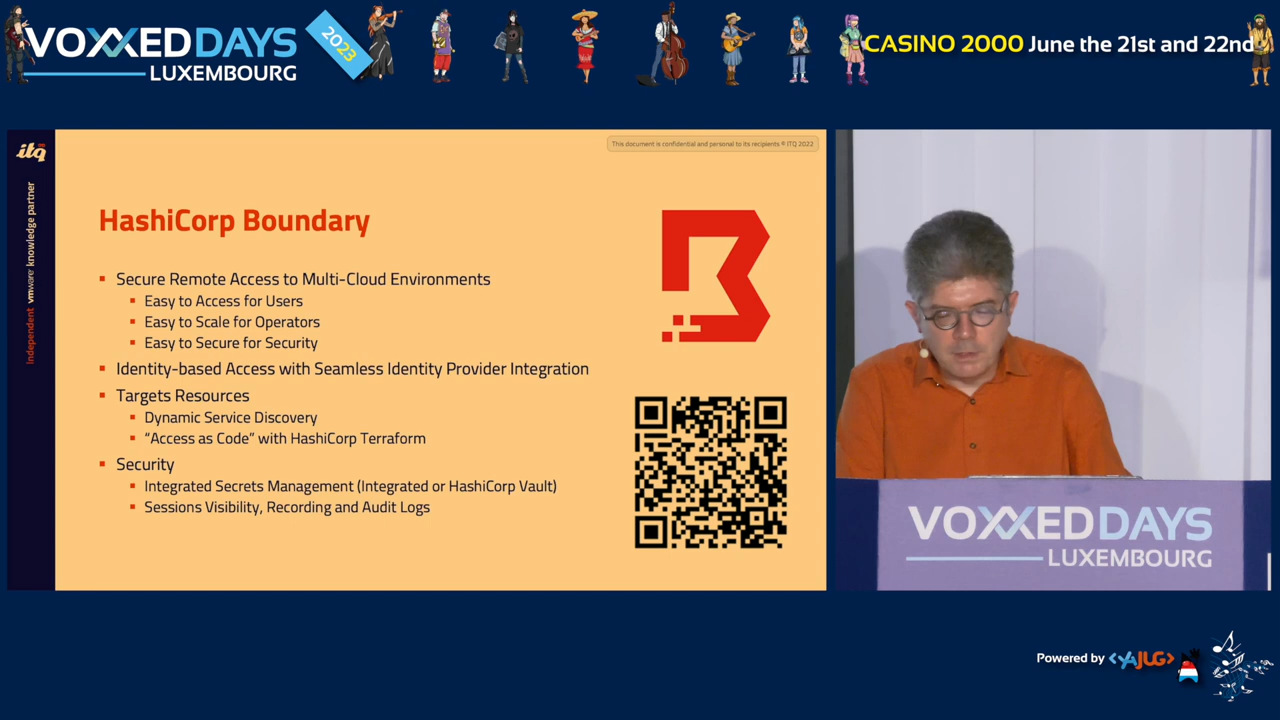 VOXXED DAYS
LUXEMBOURG
2023
CASINO 2000 June the 21st and 22nd
itq
Independent vmware knowledge partner
This document is confidential and personal to its recipients © ITQ 2022
HashiCorp Boundary
Secure Remote Access to Multi-Cloud Environments
Easy to Access for Users
Easy to Scale for Operators
Easy to Secure for Security
Identity-based Access with Seamless Identity Provider Integration
Targets Resources
Dynamic Service Discovery
“Access as Code” with HashiCorp Terraform
Security
Integrated Secrets Management (Integrated or HashiCorp Vault)
Sessions Visibility, Recording and Audit Logs
VOXXED DAYS
LUXEMBOURG
Powered by <YAJUG>